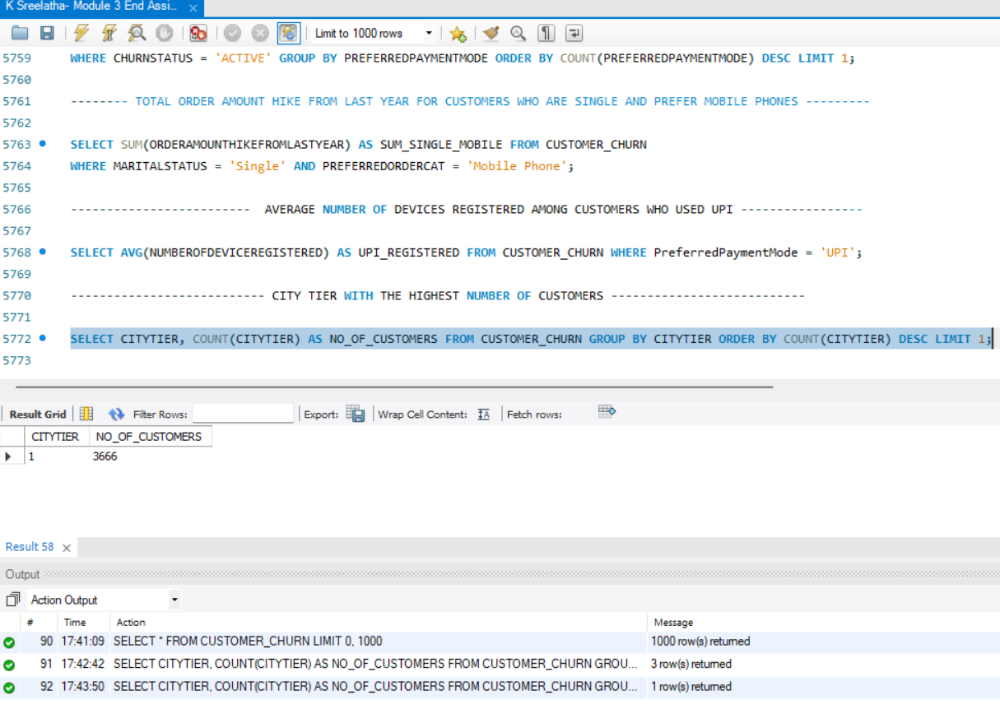 K Sreelatha- Module 3 End Assi...
Limit to 1000 rows
5759 WHERE CHURNSTATUS = 'ACTIVE' GROUP BY PREFERREDPAYMENTMODE ORDER BY COUNT(PREFERREDPAYMENTMODE) DESC LIMIT 1;
5760
5761 -------- TOTAL ORDER AMOUNT HIKE FROM LAST YEAR FOR CUSTOMERS WHO ARE SINGLE AND PREFER MOBILE PHONES ---------
5762
5763 SELECT SUM(ORDERAMOUNTHIKEFROMLASTYEAR) AS SUM_SINGLE_MOBILE FROM CUSTOMER_CHURN
5764 WHERE MARITALSTATUS = 'Single' AND PREFERREDORDERCAT = 'Mobile Phone';
5765
5766 ------------------------- AVERAGE NUMBER OF DEVICES REGISTERED AMONG CUSTOMERS WHO USED UPI -----------------
5767
5768 SELECT AVG(NUMBEROFDEVICEREGISTERED) AS UPI_REGISTERED FROM CUSTOMER_CHURN WHERE PreferredPaymentMode = 'UPI';
5769
5770 --------------------------- CITY TIER WITH THE HIGHEST NUMBER OF CUSTOMERS ---------------------------
5771
5772 SELECT CITYTIER, COUNT(CITYTIER) AS NO_OF_CUSTOMERS FROM CUSTOMER_CHURN GROUP BY CITYTIER ORDER BY COUNT(CITYTIER) DESC LIMIT 1;
5773
Result Grid Filter Rows: Export: Wrap Cell Content: IA Fetch rows:
CITYTIER NO_OF_CUSTOMERS
1 3666
Result 58
Output
Action Output
# Time Action Message
90 17:41:09 SELECT * FROM CUSTOMER_CHURN LIMIT 0, 1000 1000 row(s) returned
91 17:42:42 SELECT CITYTIER, COUNT(CITYTIER) AS NO_OF_CUSTOMERS FROM CUSTOMER_CHURN GROU... 3 row(s) returned
92 17:43:50 SELECT CITYTIER, COUNT(CITYTIER) AS NO_OF_CUSTOMERS FROM CUSTOMER_CHURN GROU... 1 row(s) returned